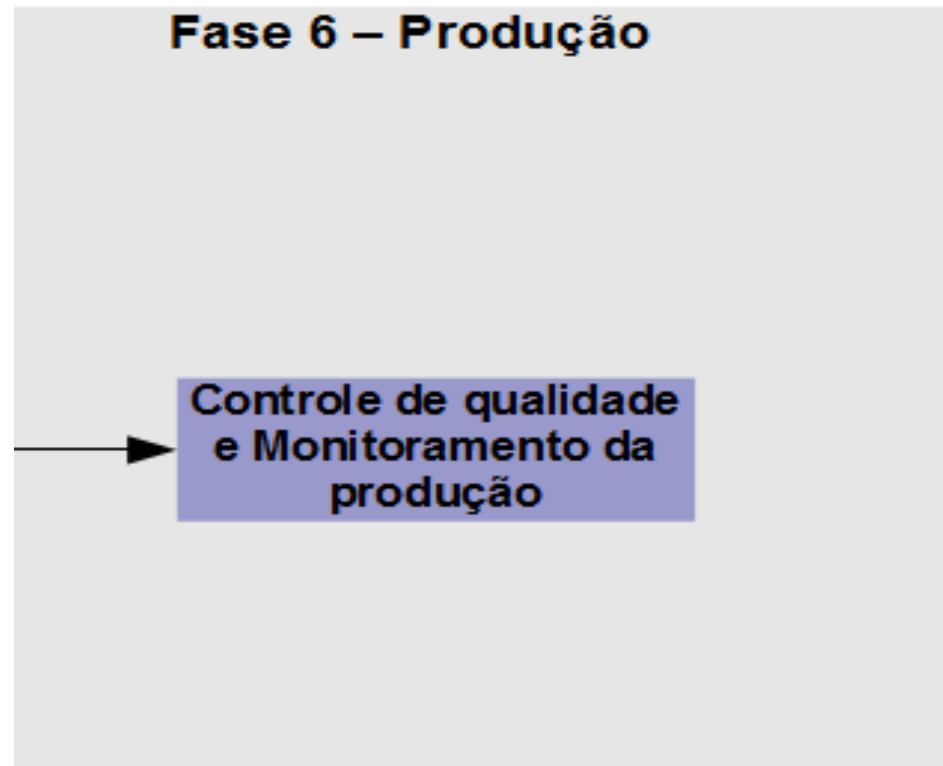 Fase 6 – Produção
Controle de qualidade
e Monitoramento da
produção